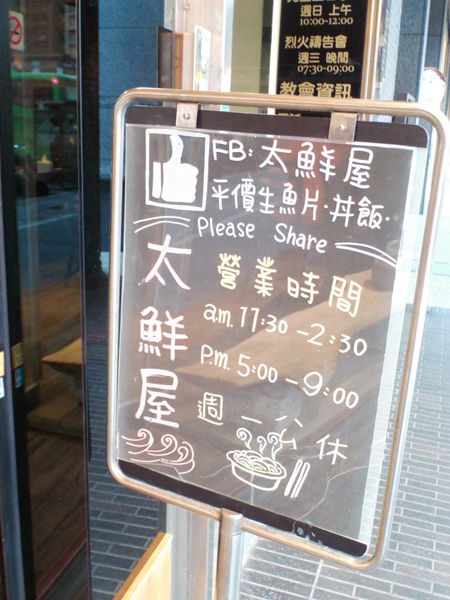 週日 上午
10:00-12:00
烈火禱告會
週三 晚間
07:30-09:00
教會資訊
FB: 太鮮屋
平價生魚片·丼飯·
Please Share
太鮮屋
營業時間
a.m. 11:30-2:30
p.m. 5:00-9:00
週一公休